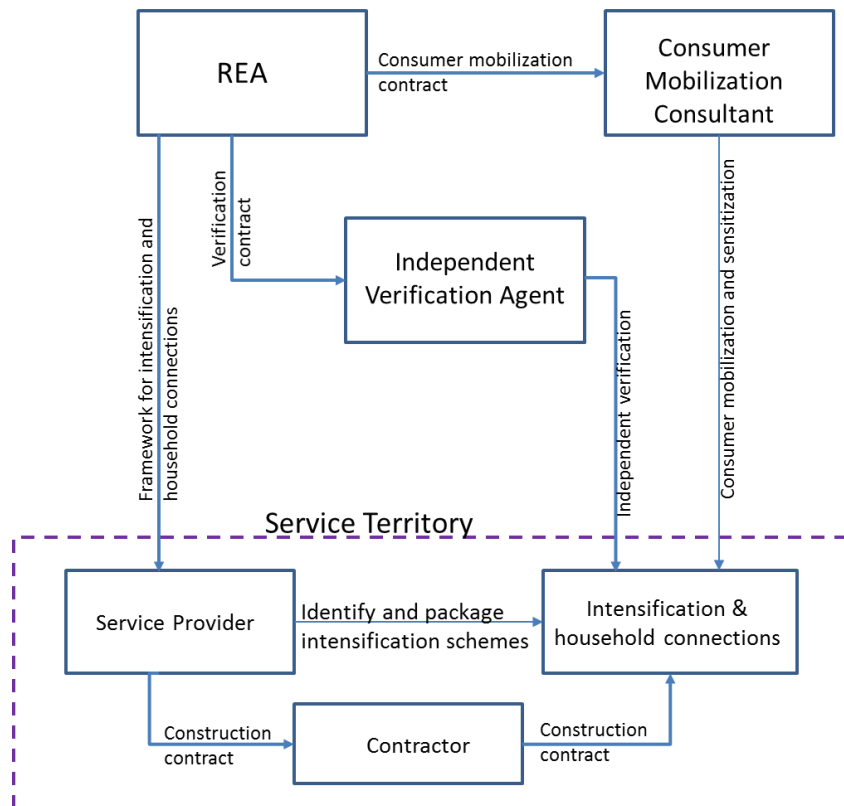 REA
Consumer mobilization
contract
Consumer
Mobilization
Consultant
Verification
contract
Independent
Verification Agent
Framework for intensification and
household connections
Independent verification
Consumer mobilization and sensitization
Service Territory
Service Provider
Identify and package
intensification schemes
Intensification &
household connections
Construction
contract
Contractor
Construction
contract